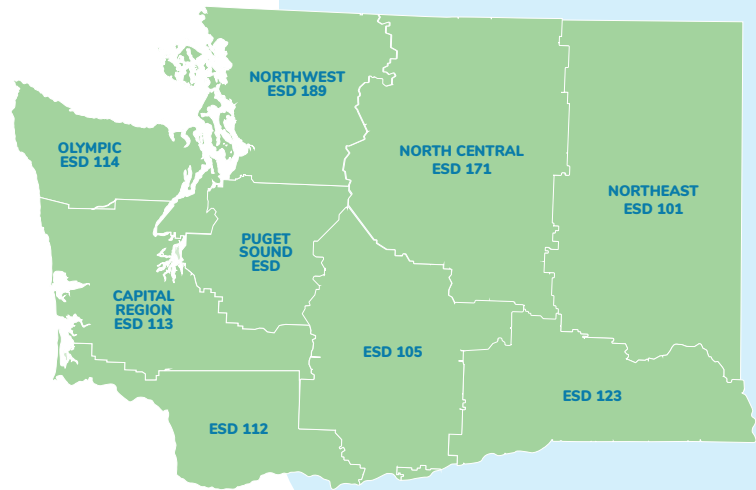 NORTHWEST
ESD 189
OLYMPIC
ESD 114
NORTH CENTRAL
ESD 171
NORTHEAST
ESD 101
PUGET
SOUND
ESD
CAPITAL
REGION
ESD 113
ESD 105
ESD 123
ESD 112